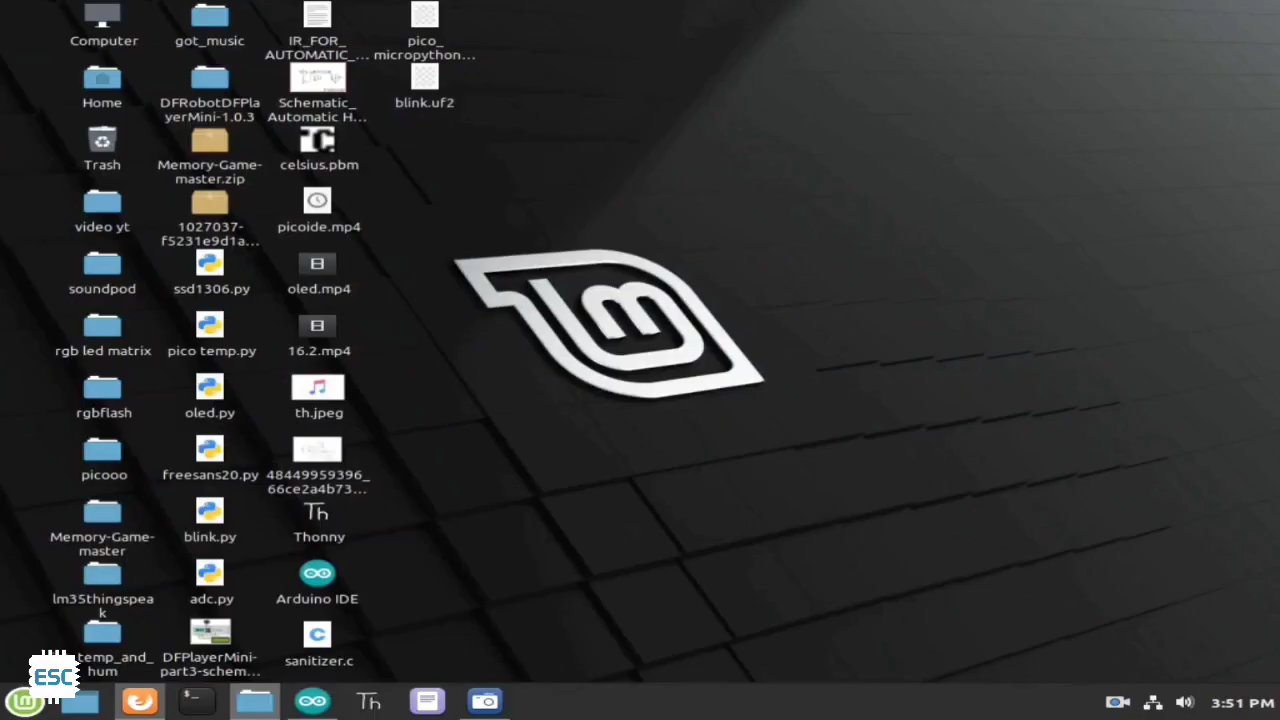 Computer
Home
Trash
video yt
soundpod
rgb led matrix
rgbflash
picooo
Memory-Game-
master
lm35thingspea
k
temp_and_
hum
got_music
DFRobotDFPla
yerMini-1.0.3
Memory-Game-
master.zip
1027037-
f5231e9d1a...
ssd1306.py
pico temp.py
oled.py
freesans20.py
blink.py
adc.py
DFPlayerMini-
part3-schem...
IR_FOR_
AUTOMATIC_...
Schematic_
Automatic H...
celsius.pbm
picoide.mp4
oled.mp4
16.2.mp4
th.jpeg
48449959396_
66ce2a4b73...
Th
Thonny
Arduino IDE
C
sanitizer.c
pico_
micropython...
blink.uf2
ESC
Th
3:51 PM